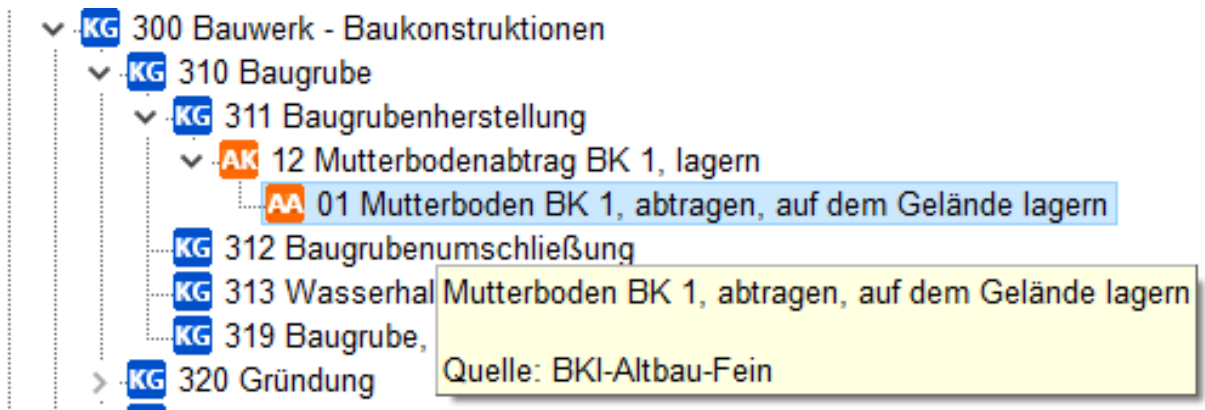 KG 300 Bauwerk - Baukonstruktionen
KG 310 Baugrube
KG 311 Baugrubenherstellung
AK 12 Mutterbodenabtrag BK 1, lagern
AA 01 Mutterboden BK 1, abtragen, auf dem Gelände lagern
KG 312 Baugrubenumschließung
KG 313 Wasserhal
Mutterboden BK 1, abtragen, auf dem Gelände lagern
KG 319 Baugrube,
Quelle: BKI-Altbau-Fein
KG 320 Gründung